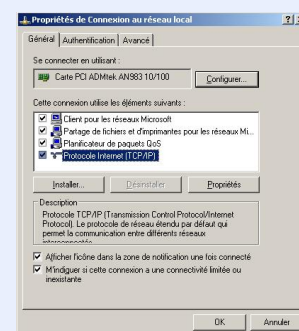 Propriétés de Connexion au réseau local
Général
Authentification
Avancé
Se connecter en utilisant :
Carte PCI ADMtek AN983 10/100
Configurer...
Cette connexion utilise les éléments suivants :
Client pour les réseaux Microsoft
Partage de fichiers et d'imprimantes pour les réseaux Mi...
Planificateur de paquets QoS
Protocole Internet (TCP/IP)
Installer...
Désinstaller
Propriétés
Description
Protocole TCP/IP (Transmission Control Protocol/Internet
Protocol). Le protocole de réseau étendu par défaut qui
permet la communication entre différents réseaux
interconnectés
Afficher l'icône dans la zone de notification une fois connecté
M'indiquer si cette connexion a une connectivité limitée ou
inexistante
OK
Annuler